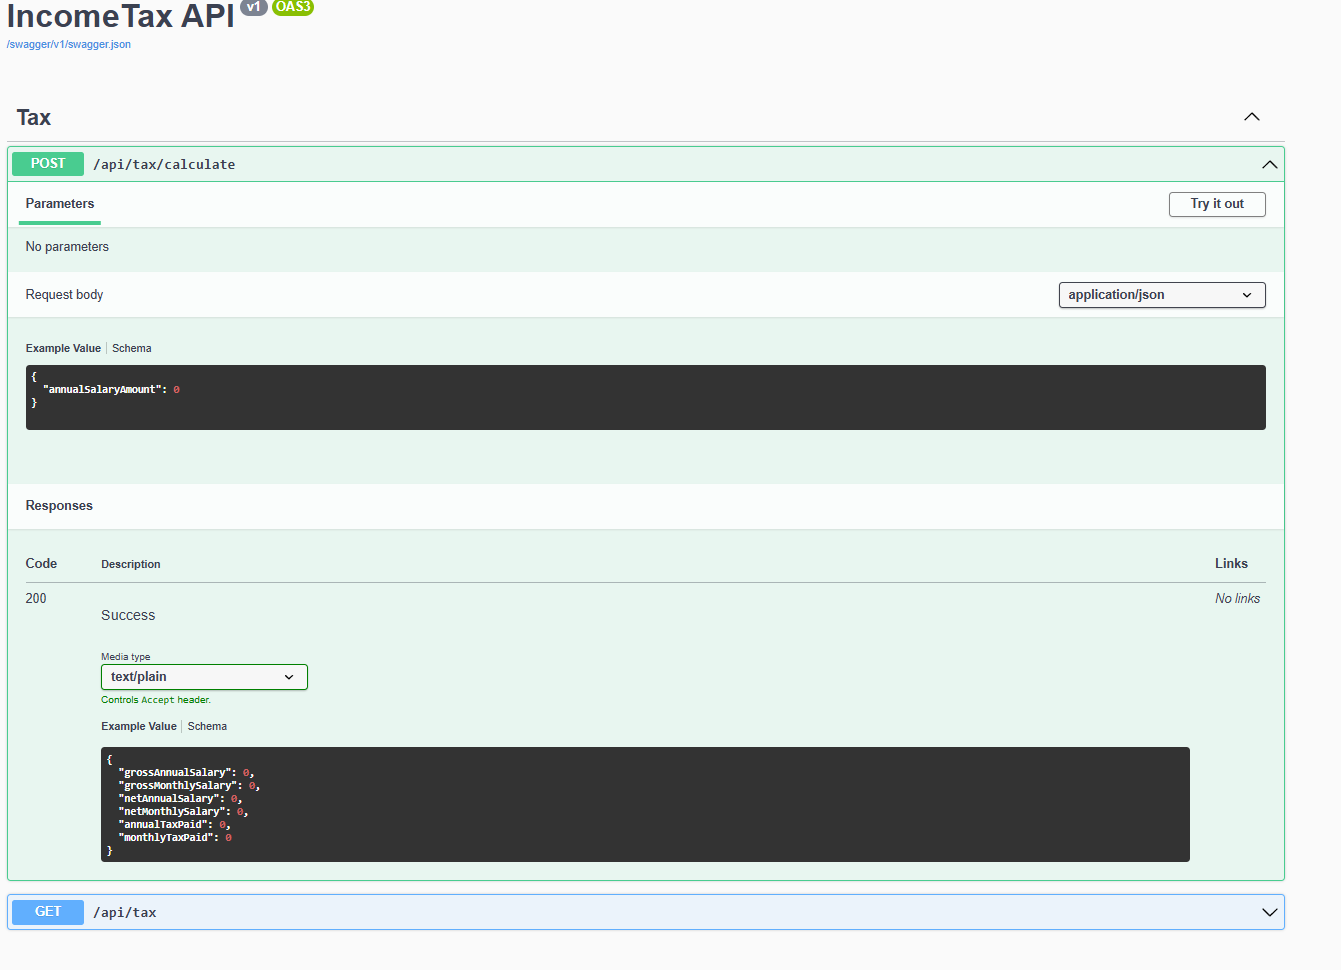 IncomeTax API v1 OAS3
/swagger/v1/swagger.json
Tax
POST /api/tax/calculate
Parameters Try it out
No parameters
Request body application/json
Example Value Schema
{
"annualSalaryAmount": 0
}
Responses
Code Description Links
200 No links
Success
Media type
text/plain
Controls Accept header.
Example Value Schema
{
"grossAnnualSalary": 0,
"grossMonthlySalary": 0,
"netAnnualSalary": 0,
"netMonthlySalary": 0,
"annualTaxPaid": 0,
"monthlyTaxPaid": 0
}
GET /api/tax